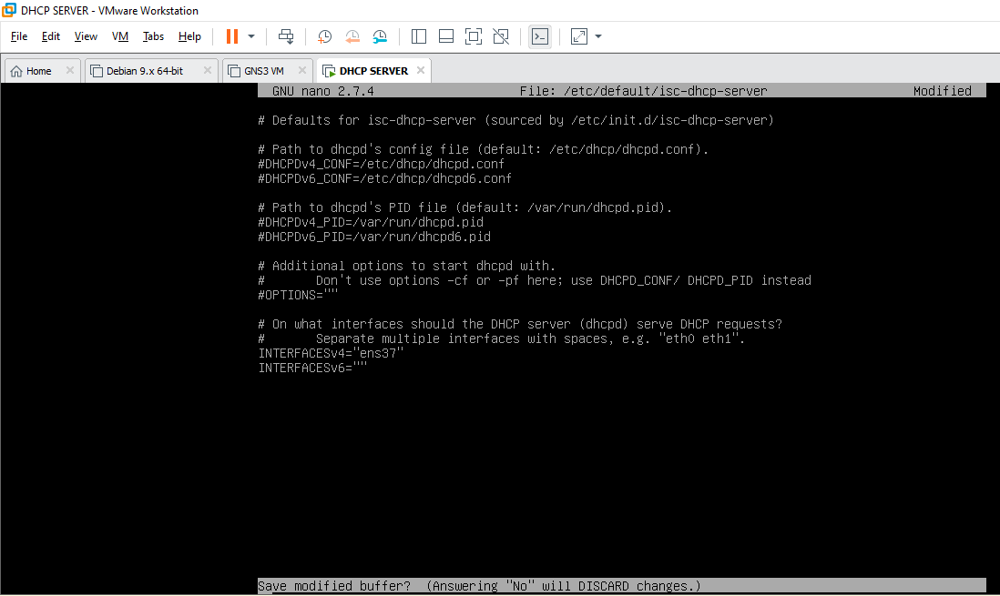 DHCP SERVER - VMware Workstation
File Edit View VM Tabs Help
Home Debian 9.x 64-bit GNS3 VM DHCP SERVER
GNU nano 2.7.4 File: /etc/default/isc-dhcp-server Modified
# Defaults for isc-dhcp-server (sourced by /etc/init.d/isc-dhcp-server)
# Path to dhcpd's config file (default: /etc/dhcp/dhcpd.conf).
#DHCPDv4_CONF=/etc/dhcp/dhcpd.conf
#DHCPDv6_CONF=/etc/dhcp/dhcpd6.conf
# Path to dhcpd's PID file (default: /var/run/dhcpd.pid).
#DHCPDv4_PID=/var/run/dhcpd.pid
#DHCPDv6_PID=/var/run/dhcpd6.pid
# Additional options to start dhcpd with.
#       Don't use options -cf or -pf here; use DHCPD_CONF/ DHCPD_PID instead
#OPTIONS=""
# On what interfaces should the DHCP server (dhcpd) serve DHCP requests?
#       Separate multiple interfaces with spaces, e.g. "eth0 eth1".
INTERFACESv4="ens37"
INTERFACESv6=""
Save modified buffer?  (Answering "No" will DISCARD changes.)